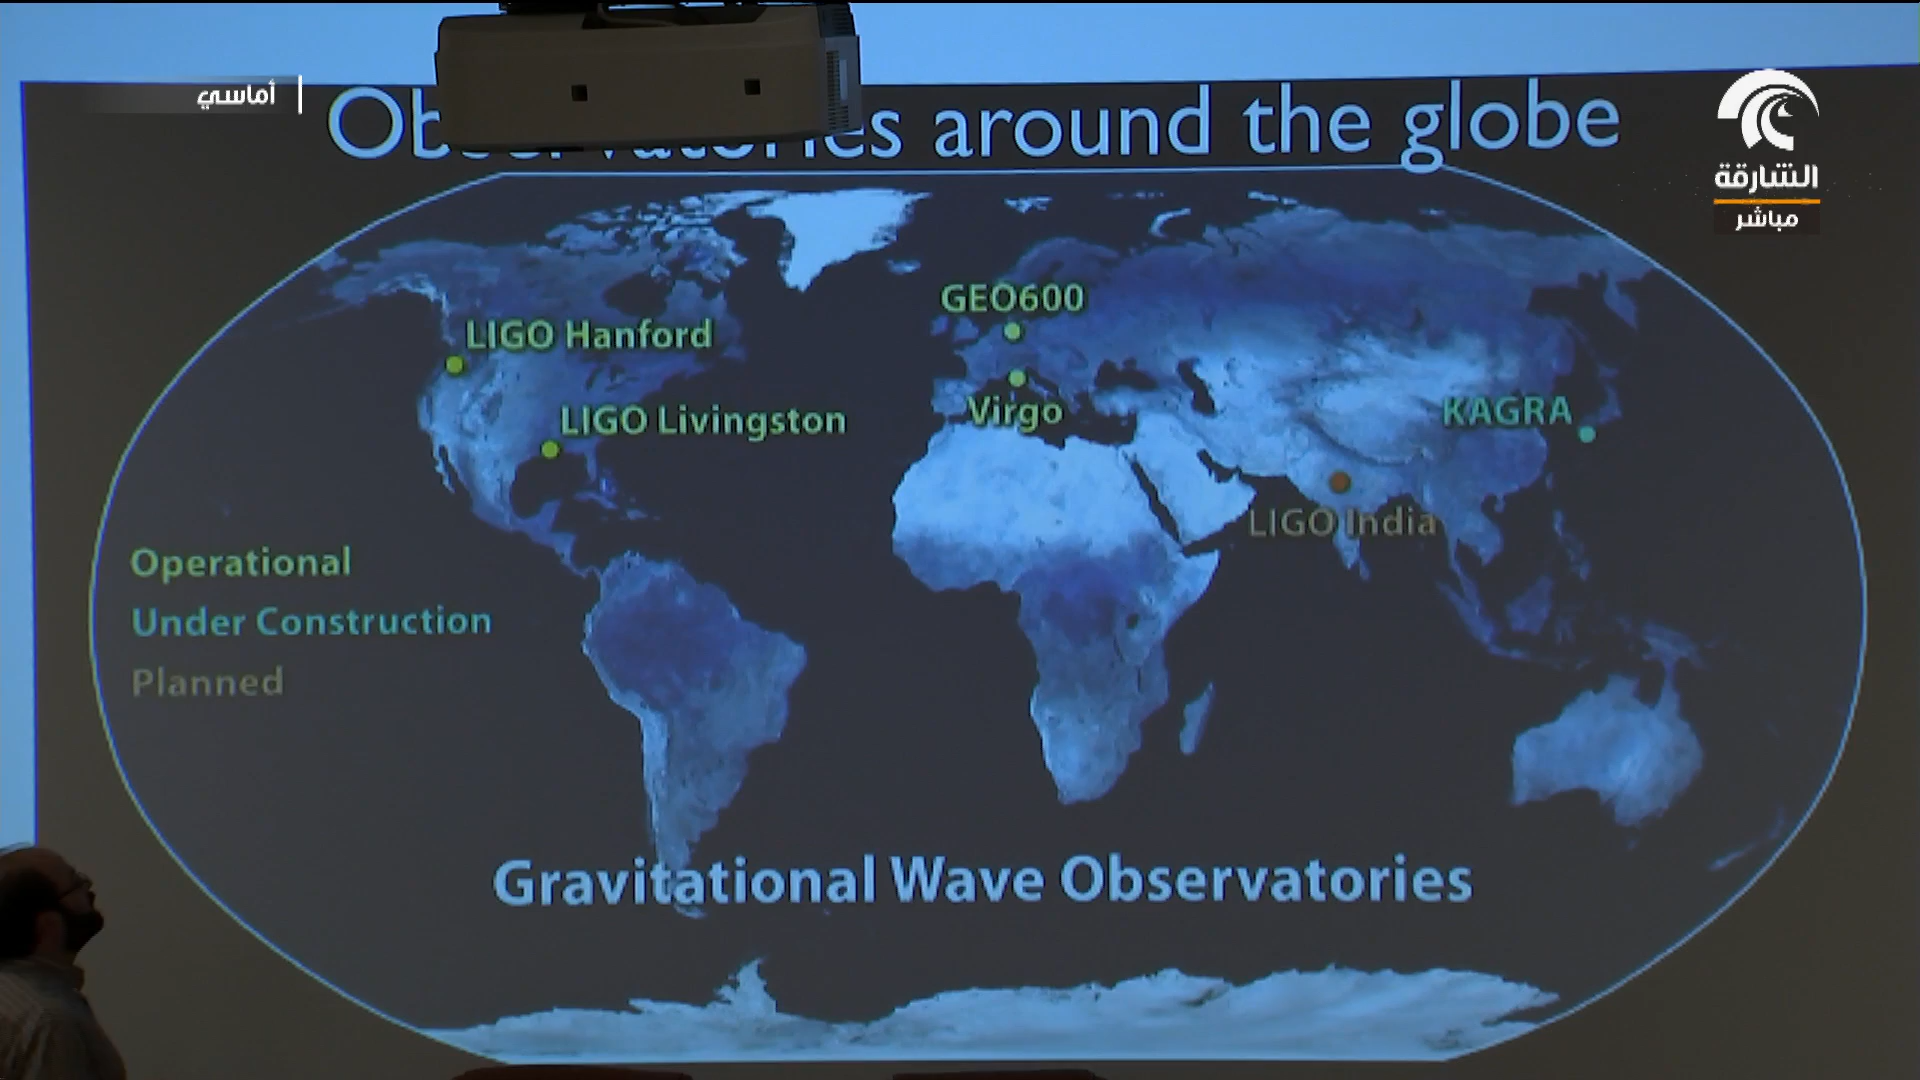 أماسي
Observatories around the globe
الشارقة
مباشر
GEO600
LIGO Hanford
Virgo
KAGRA
LIGO Livingston
LIGO India
Operational
Under Construction
Planned
Gravitational Wave Observatories